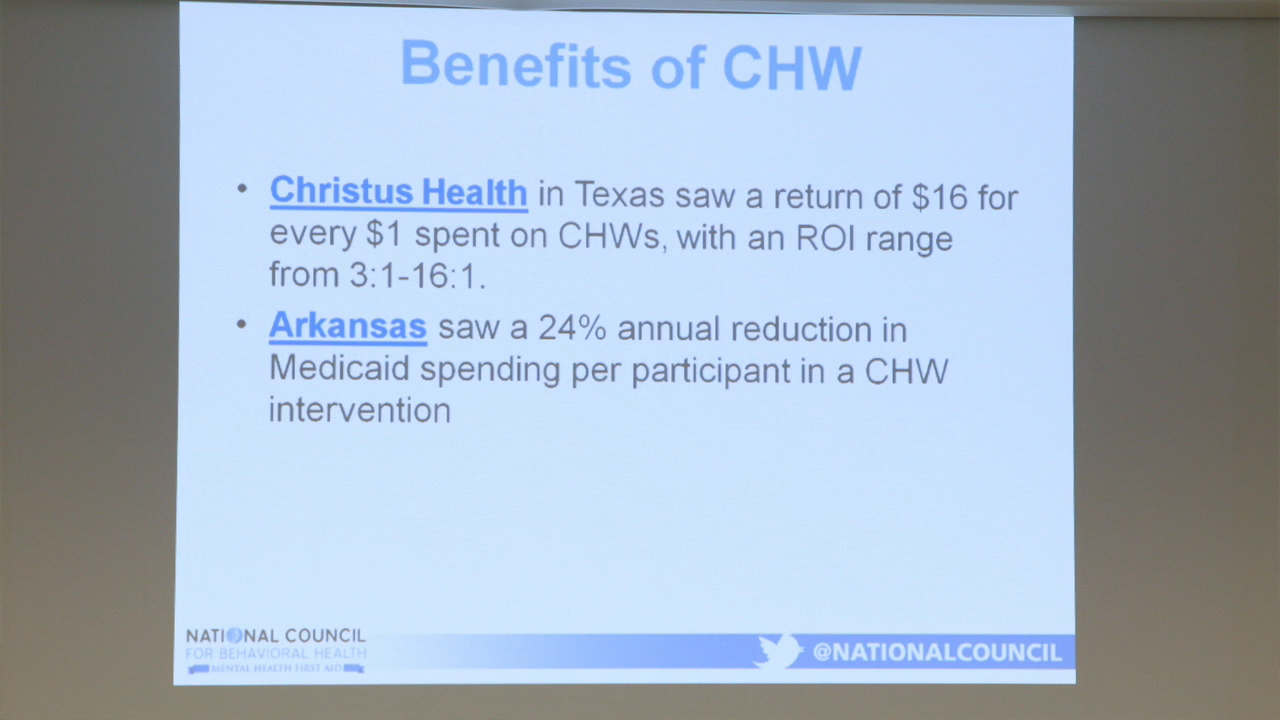 Benefits of CHW
• Christus Health in Texas saw a return of $16 for
every $1 spent on CHWs, with an ROI range
from 3:1-16:1.
• Arkansas saw a 24% annual reduction in
Medicaid spending per participant in a CHW
intervention
NATIONAL COUNCIL
FOR BEHAVIORAL HEALTH
MENTAL HEALTH FIRST AID
@NATIONALCOUNCIL